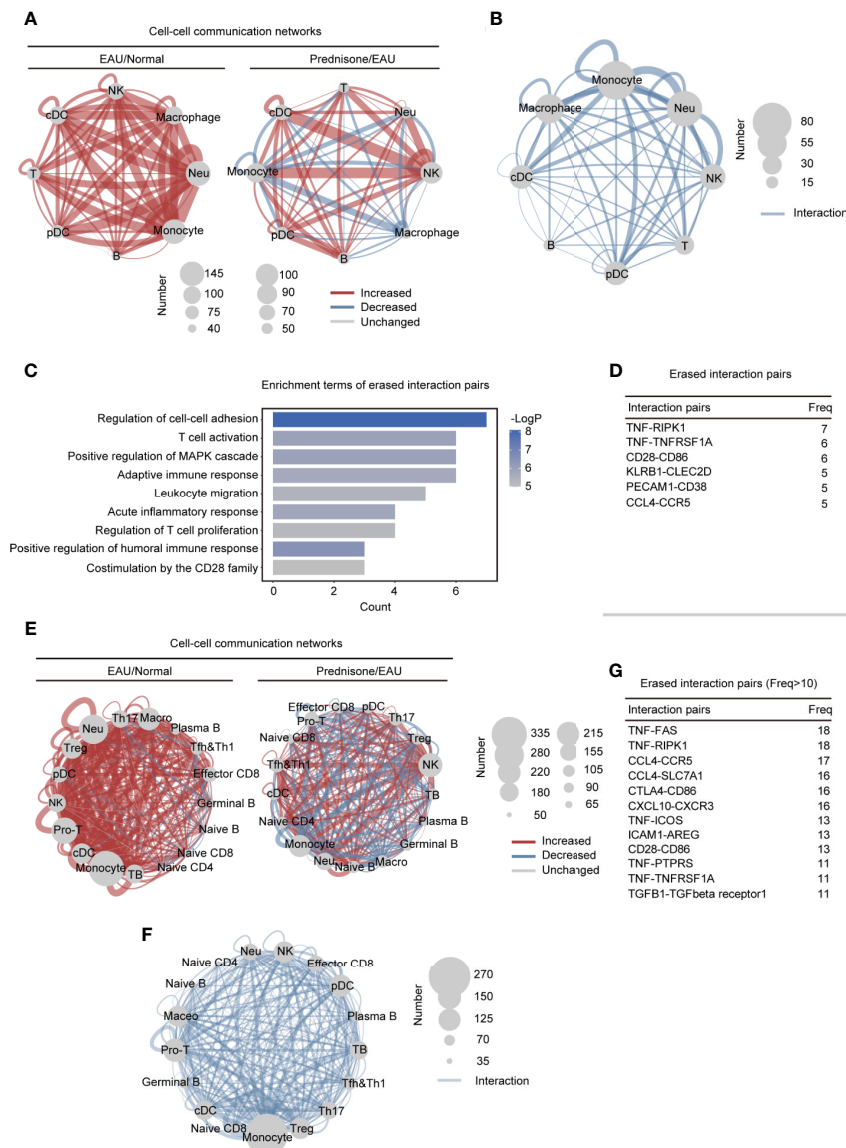 A
Cell-cell communication networks
EAU/Normal
Prednisone/EAU
NK
cDC
Macrophage
T
Neu
pDC
Monocyte
B
T
cDC
Neu
Monocyte
NK
pDC
Macrophage
B
Number
145
100
75
40
100
90
70
50
Increased
Decreased
Unchanged
B
Monocyte
Macrophage
Neu
cDC
NK
B
T
pDC
Number
80
55
30
15
Interaction
C
Enrichment terms of erased interaction pairs
Regulation of cell-cell adhesion
T cell activation
Positive regulation of MAPK cascade
Adaptive immune response
Leukocyte migration
Acute inflammatory response
Regulation of T cell proliferation
Positive regulation of humoral immune response
Costimulation by the CD28 family
0 2 4 6
Count
-LogP
8
7
6
5
D
Erased interaction pairs
Interaction pairs Freq
TNF-RIPK1 7
TNF-TNFRSF1A 6
CD28-CD86 6
KLRB1-CLEC2D 5
PECAM1-CD38 5
CCL4-CCR5 5
E
Cell-cell communication networks
EAU/Normal
Prednisone/EAU
Th17
Macro
Neu
Plasma B
Treg
Tfh&Th1
pDC
Effector CD8
NK
Germinal B
Pro-T
Naive B
cDC
Naive CD8
Monocyte
TB
Naive CD4
Effector CD8
pDC
Pro-T
Th17
Naive CD8
Treg
Tfh&Th1
NK
cDC
TB
Naive CD4
Plasma B
Monocyte
Germinal B
Neu
Naive B
Macro
Number
335
280
220
180
50
215
155
105
90
65
Increased
Decreased
Unchanged
G
Erased interaction pairs (Freq>10)
Interaction pairs Freq
TNF-FAS 18
TNF-RIPK1 18
CCL4-CCR5 17
CCL4-SLC7A1 16
CTLA4-CD86 16
CXCL10-CXCR3 16
TNF-ICOS 13
ICAM1-AREG 13
CD28-CD86 13
TNF-PTPRS 11
TNF-TNFRSF1A 11
TGFB1-TGFbeta receptor1 11
F
Neu
NK
Naive CD4
Effector CD8
Naive B
pDC
Maceo
Plasma B
Pro-T
TB
Germinal B
Tfh&Th1
cDC
Th17
Naive CD8
Treg
Monocyte
Number
270
150
125
70
35
Interaction